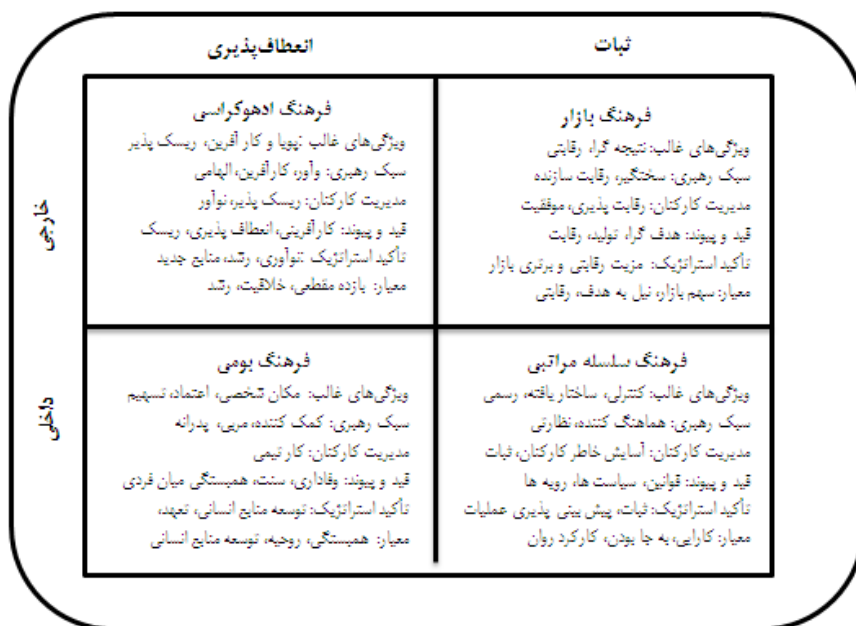 ثبات
انعطاف‌پذیری
خارجی
فرهنگ بازار
ویژگی‌های غالب: نتیجه گرا، رقابتی
سبک رهبری: سختگیر، رقابت سازنده
مدیریت کارکنان: رقابت پذیری، موفقیت
قید و پیوند: هدف گرا، تولید، رقابت
تأکید استراتژیک: مزیت رقابتی و برتری بازار
معیار: سهم بازار، نیل به هدف، رقابتی
فرهنگ ادهوکراسی
ویژگی‌های غالب :پویا و کار آفرین، ریسک پذیر
سبک رهبری: وآور، کارآفرین، الهامی
مدیریت کارکنان: ریسک پذیر، نوآور
قید و پیوند: کارآفرینی، انعطاف پذیری، ریسک
تأکید استراتژیک :نوآوری، رشد، منابع جدید
معیار: بازده مقطعی، خلاقیت، رشد
داخلی
فرهنگ سلسله مراتبی
ویژگی‌های غالب: کنترلی، ساختار یافته، رسمی
سبک رهبری: هماهنگ کننده، نظارتی
مدیریت کارکنان: آسایش خاطر کارکنان، ثبات
قید و پیوند: قوانین، سیاست ها، رویه ها
تأکید استراتژیک: ثبات، پیش بینی پذیری عملیات
معیار: کارایی، به جا بودن، کارکرد روان
فرهنگ بومی
ویژگی‌های غالب: مکان شخصی، اعتماد، تسهیم
سبک رهبری: کمک کننده، مربی، پدرانه
مدیریت کارکنان: کار تیمی
قید و پیوند: وفاداری، سنت، همبستگی میان فردی
تأکید استراتژیک: توسعه منابع انسانی، تعهد،
معیار: همبستگی، روحیه، توسعه منابع انسانی